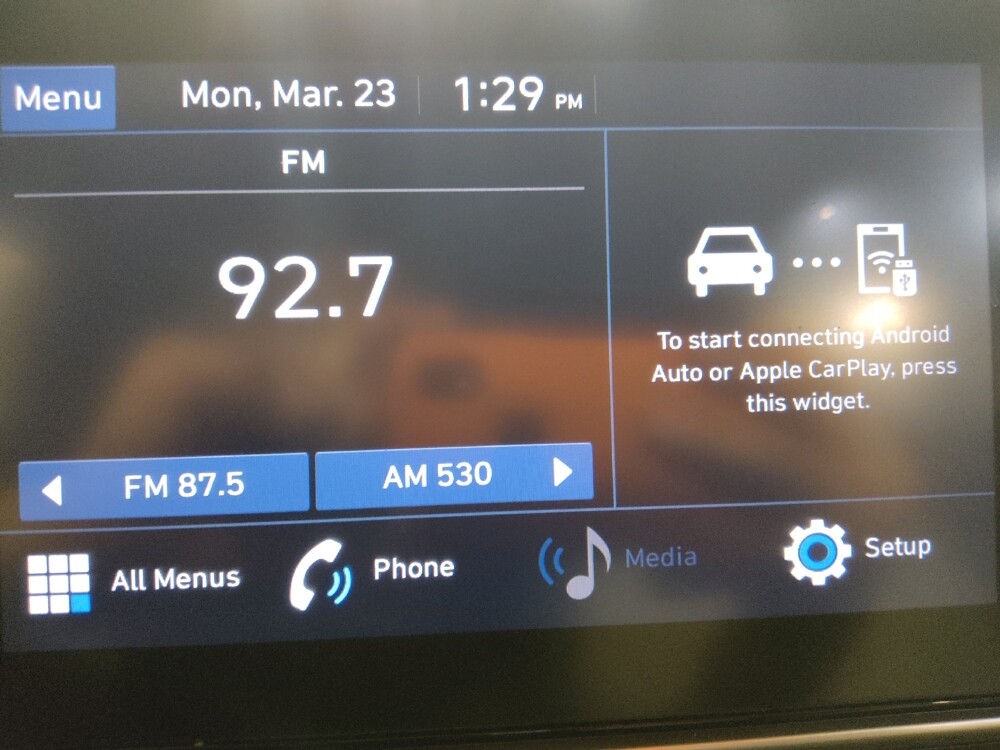 Menu
Mon, Mar. 23
1:29 PM
FM
92.7
To start connecting Android
Auto or Apple CarPlay, press
this widget.
FM 87.5
AM 530
All Menus
Phone
Media
Setup